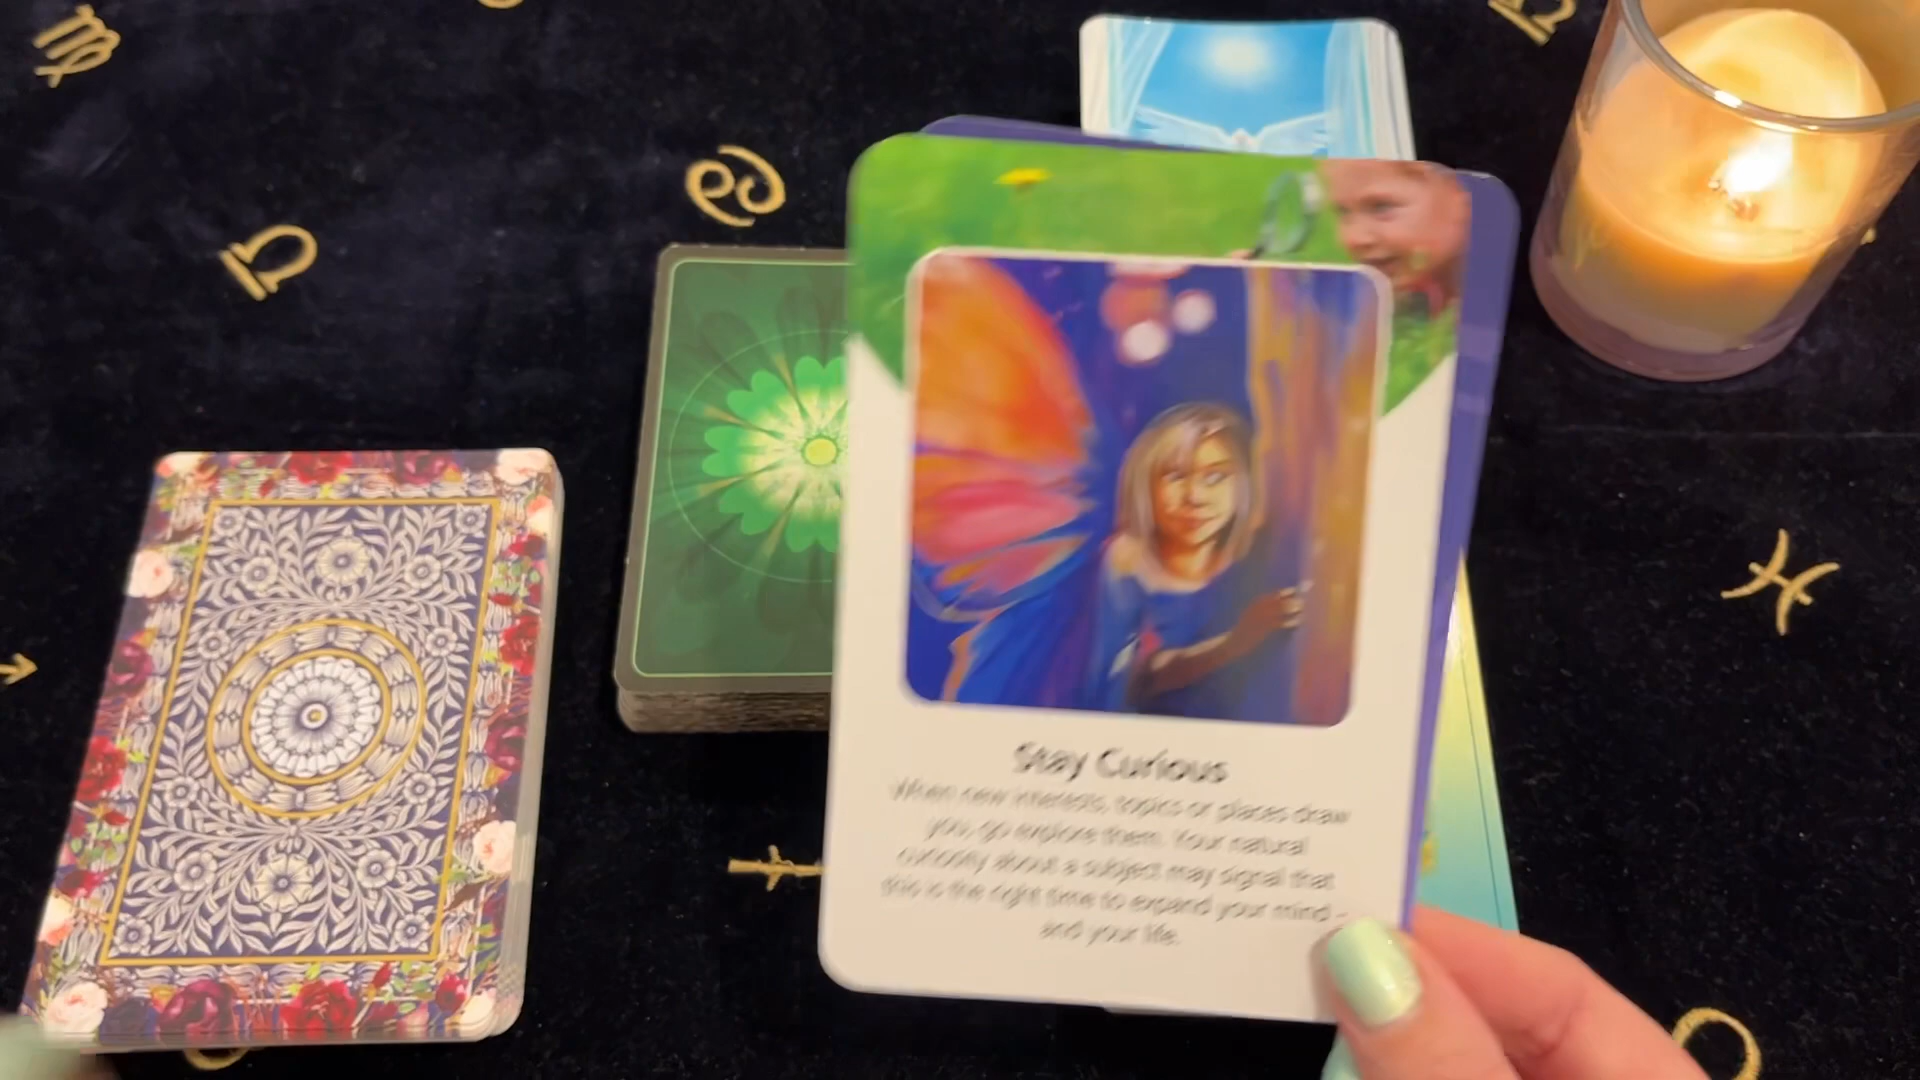 Stay Curious
When new interests, topics or places draw
you, go explore them. Your natural
curiosity about a subject may signal that
this is the right time to expand your mind -
and your life.